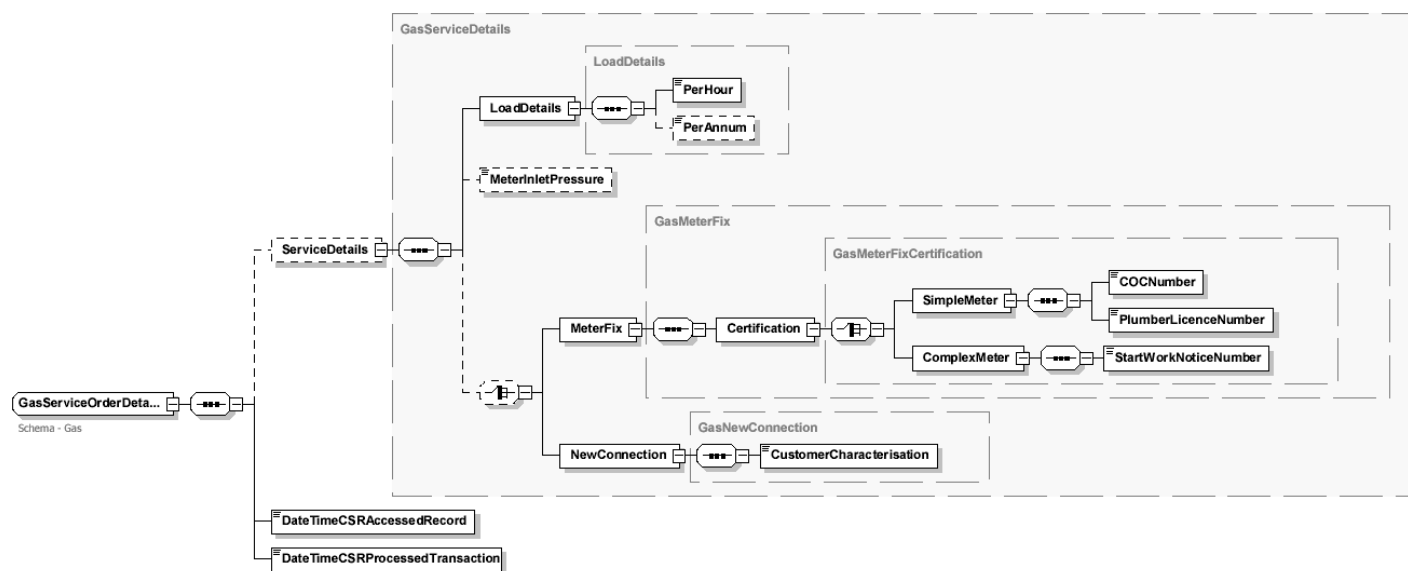 GasServiceDetails
LoadDetails
LoadDetails
PerHour
PerAnnum
MeterInletPressure
GasMeterFix
ServiceDetails
GasMeterFixCertification
COCNumber
SimpleMeter
PlumberLicenceNumber
MeterFix
Certification
ComplexMeter
StartWorkNoticeNumber
GasServiceOrderDeta...
Schema - Gas
GasNewConnection
NewConnection
CustomerCharacterisation
DateTimeCSRAccessedRecord
DateTimeCSRProcessedTransaction